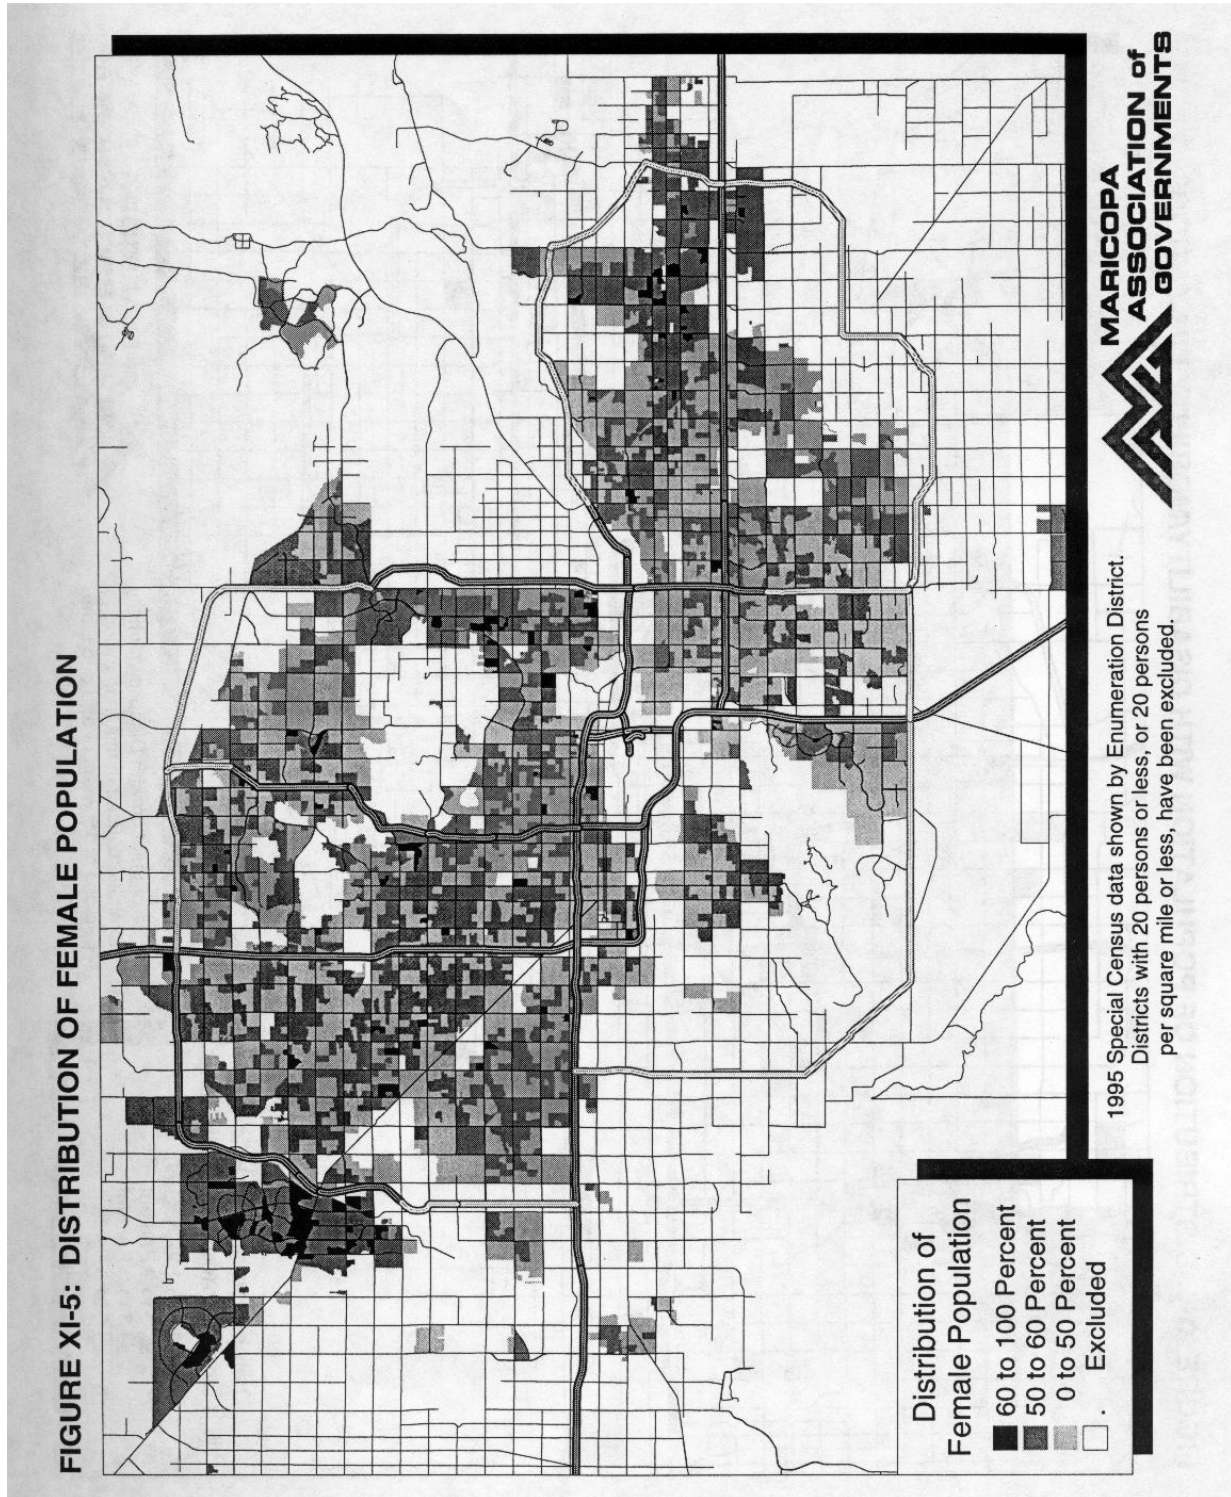 FIGURE XI-5: DISTRIBUTION OF FEMALE POPULATION
Distribution of
Female Population
60 to 100 Percent
50 to 60 Percent
0 to 50 Percent
Excluded
1995 Special Census data shown by Enumeration District.
Districts with 20 persons or less, or 20 persons
per square mile or less, have been excluded.
MARICOPA
ASSOCIATION of
GOVERNMENTS